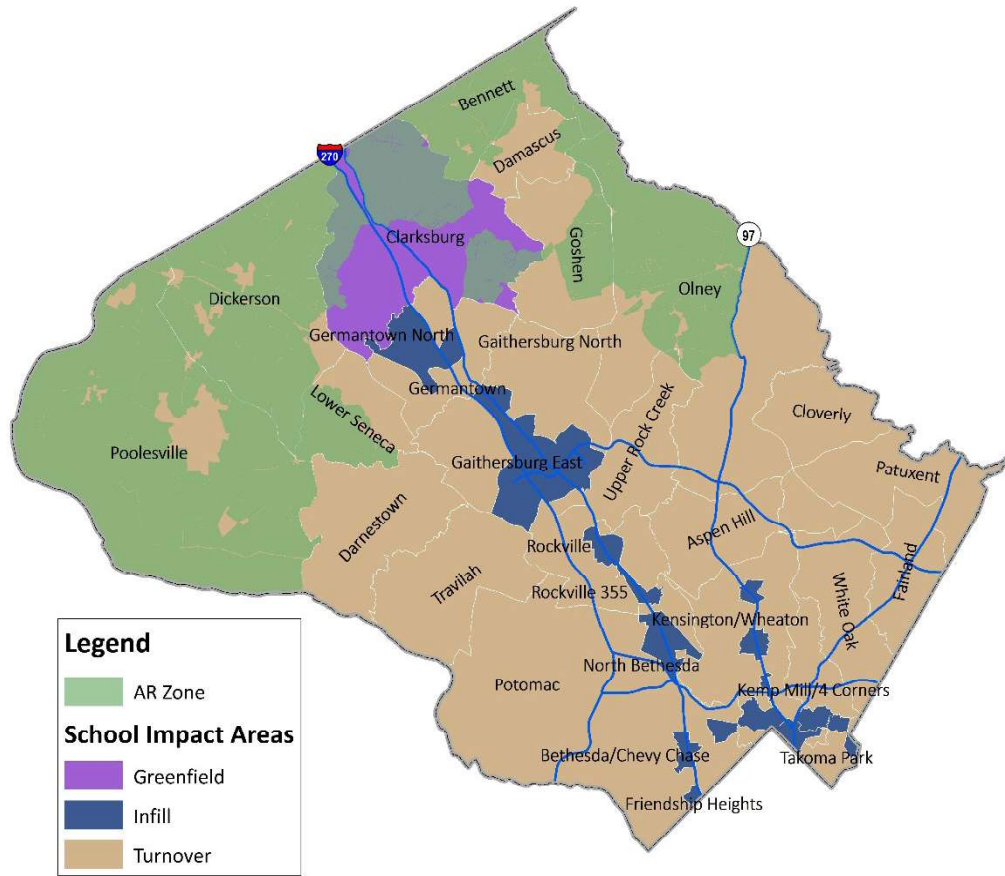 Bennett
Damascus
270
97
Clarksburg
Goshen
Olney
Dickerson
Germantown North
Gaithersburg North
Germantown
Lower Seneca
Cloverly
Poolesville
Gaithersburg East
Upper Rock Creek
Patuxent
Darnestown
Aspen Hill
Rockville
Fairland
Travilah
Rockville 355
White Oak
Kensington/Wheaton
North Bethesda
Potomac
Kemp Mill/4 Corners
Bethesda/Chevy Chase
Takoma Park
Friendship Heights
Legend
AR Zone
School Impact Areas
Greenfield
Infill
Turnover